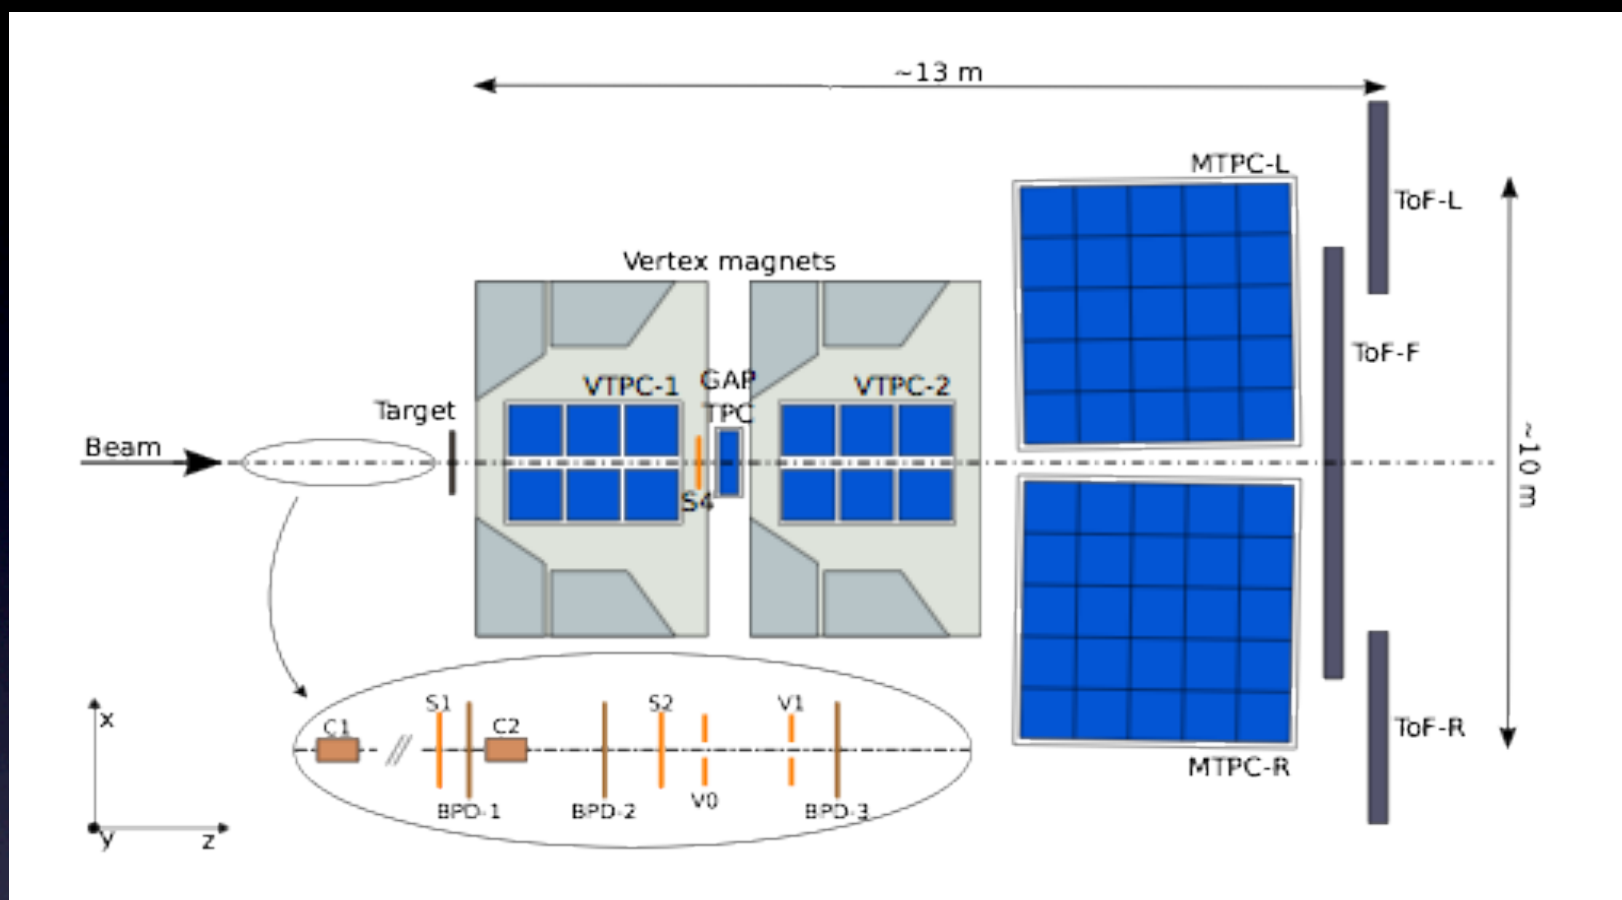 ~13 m
MTPC-L
ToF-L
Vertex magnets
ToF-F
VTPC-1
GAP
TPC
VTPC-2
Target
Beam
S4
~10 m
S1
S2
V1
C1
C2
x
ToF-R
MTPC-R
V0
BPD-1
BPD-2
BPD-3
y
z